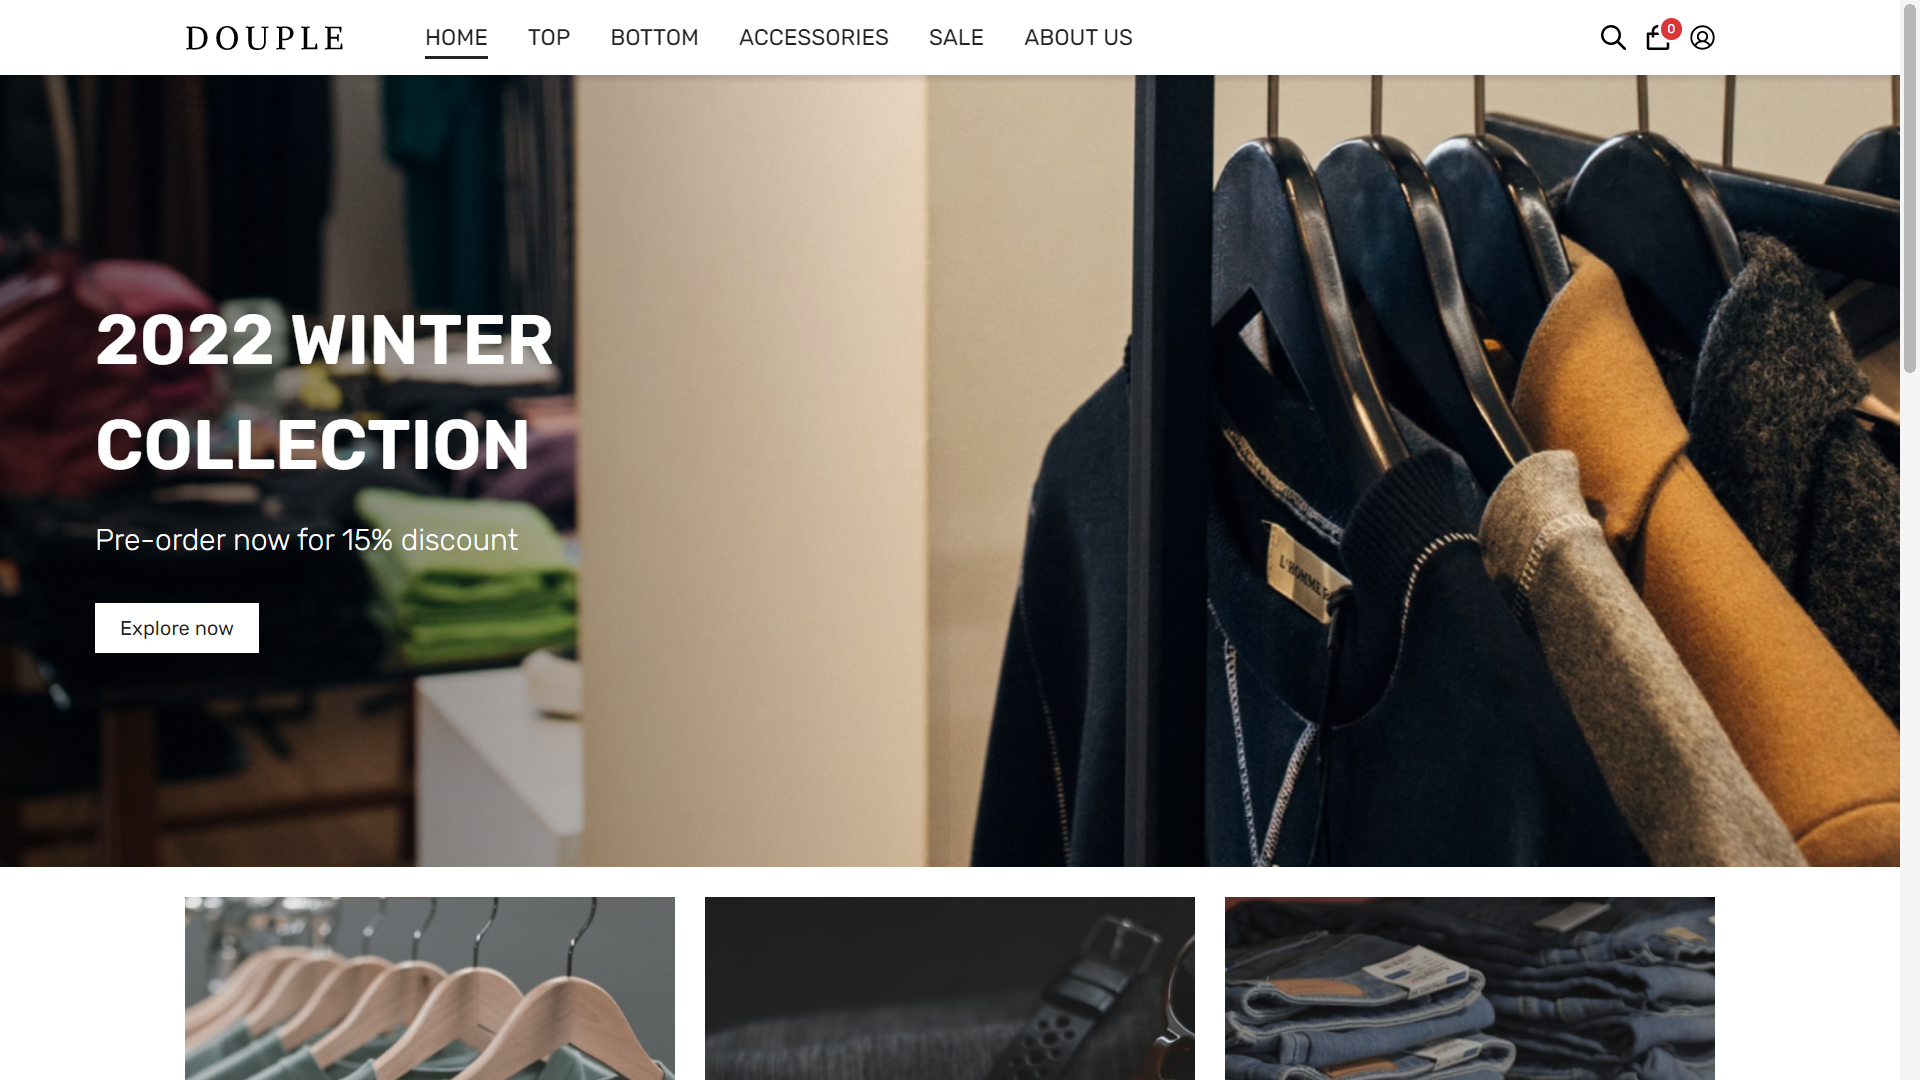 DOUPLE
HOME TOP BOTTOM ACCESSORIES SALE ABOUT US
0
2022 WINTER
COLLECTION
Pre-order now for 15% discount
Explore now
L'HOMME